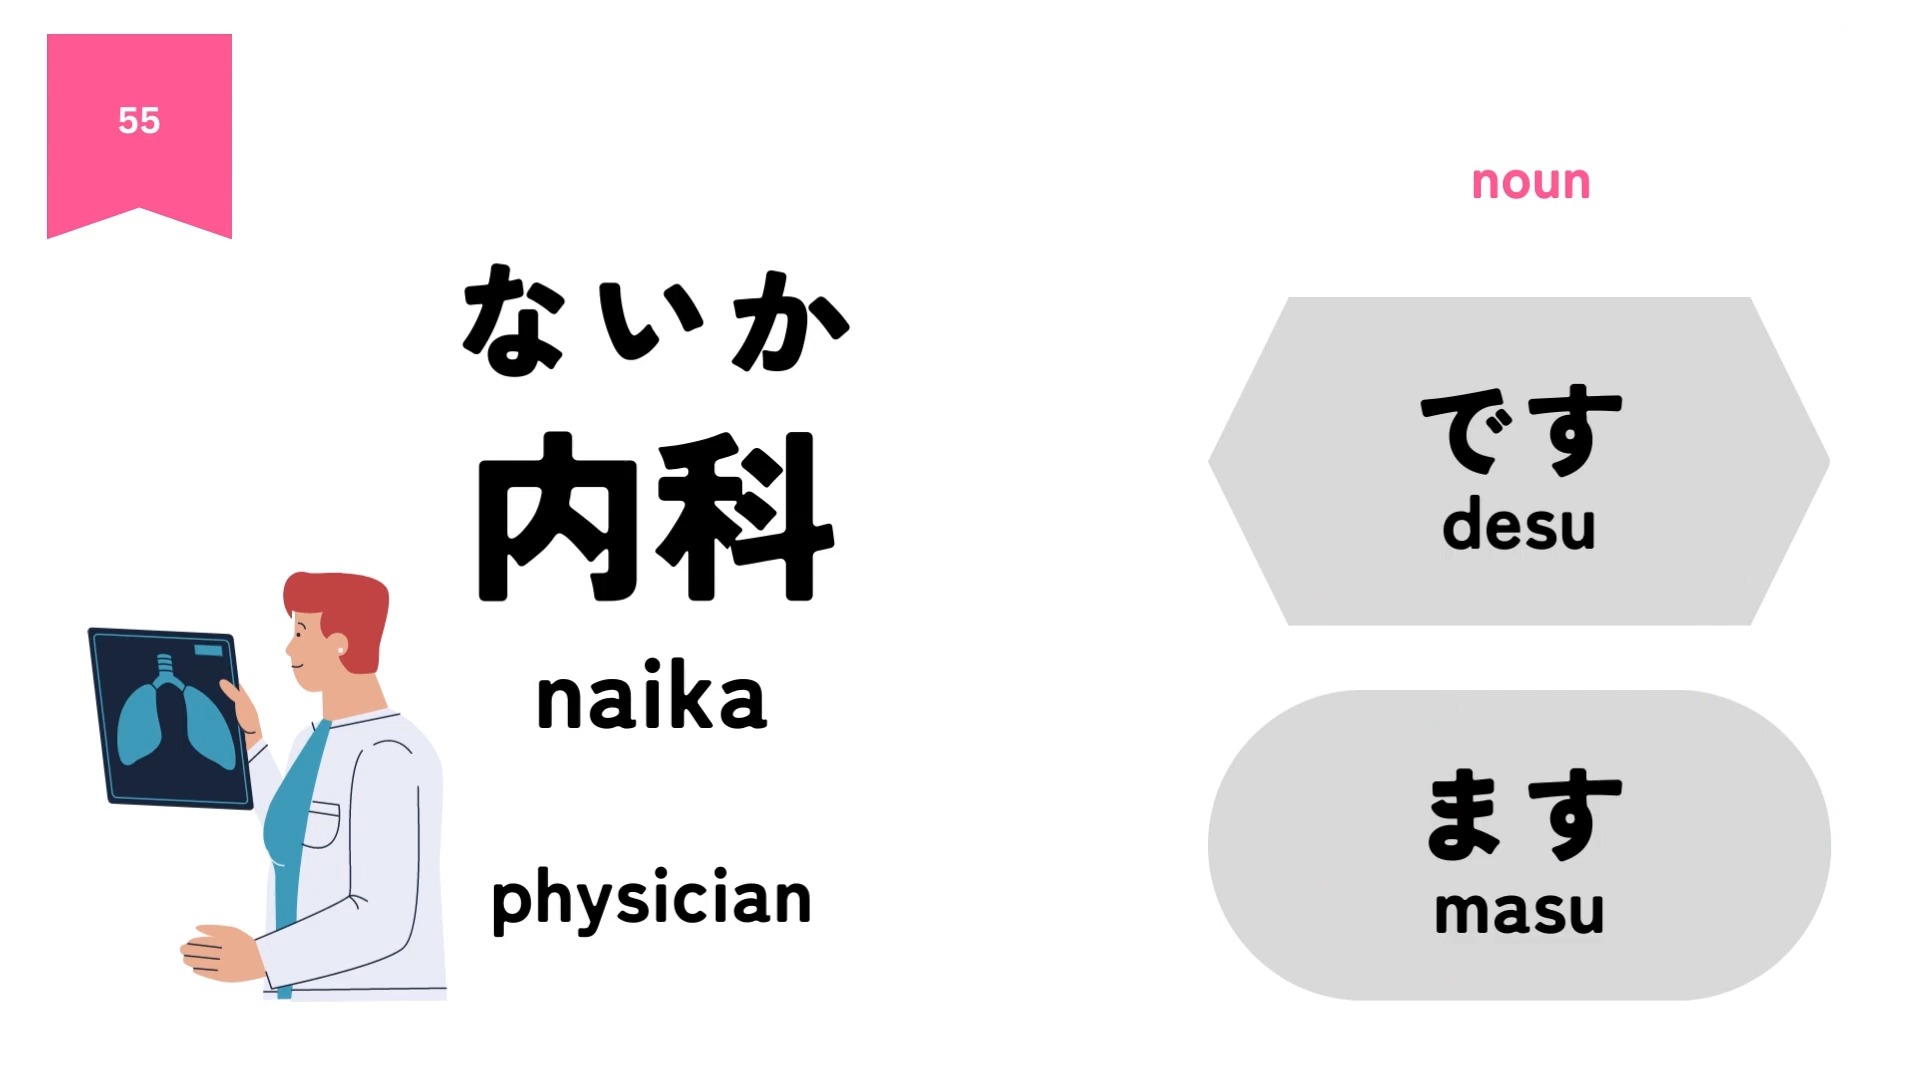 55
ないか
内科
naika
physician
noun
です
desu
ます
masu